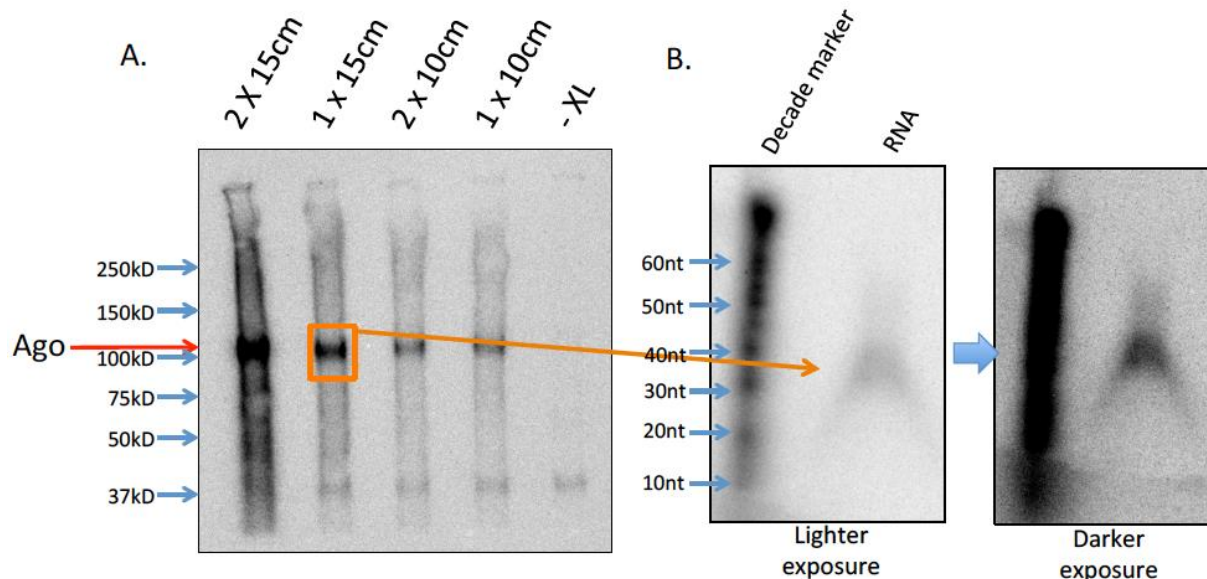 A.
2 X 15cm
1 x 15cm
2 x 10cm
1 x 10cm
- XL
250kD
150kD
Ago
100kD
75kD
50kD
37kD
B.
Decade marker
RNA
60nt
50nt
40nt
30nt
20nt
10nt
Lighter
exposure
Darker
exposure